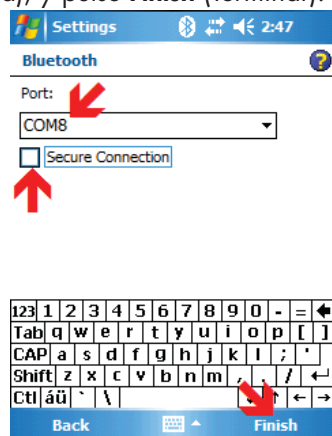 y pulse Finish (Terminar).
Settings 2:47
Bluetooth ?
Port:
COM8
Secure Connection
123 1 2 3 4 5 6 7 8 9 0 - =
Tab q w e r t y u i o p [ ]
CAP a s d f g h j k l ; '
Shift z x c v b n m , . /
Ctl áü ` \
Back Finish